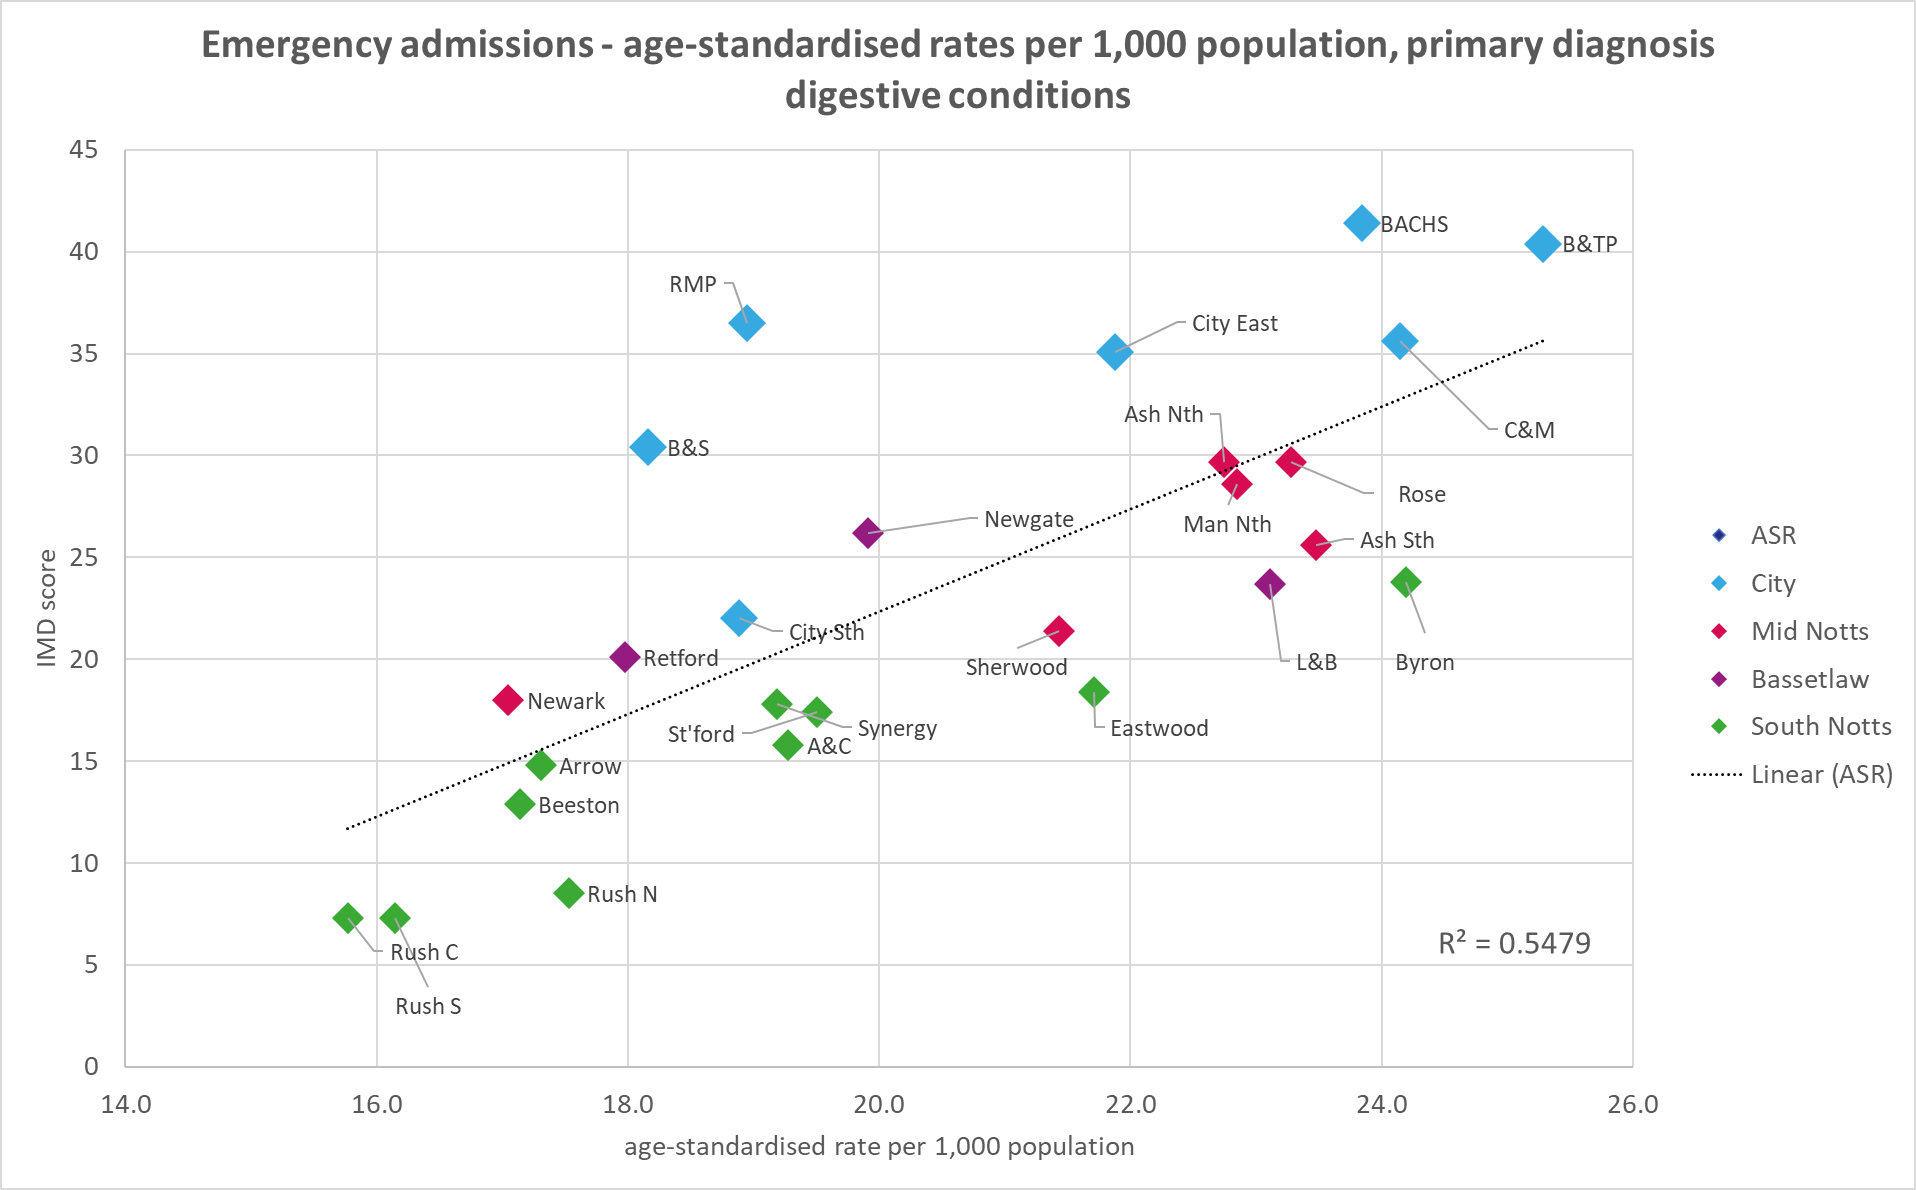 Emergency admissions - age-standardised rates per 1,000 population, primary diagnosis
digestive conditions
45
40
35
30
25
20
15
10
5
0
IMD score
BACHS
B&TP
RMP
City East
Ash Nth
C&M
B&S
Rose
Newgate
Man Nth
Ash Sth
City Sth
Retford
Sherwood
L&B
Byron
Newark
St'ford
Synergy
Eastwood
A&C
Arrow
Beeston
Rush N
Rush C
Rush S
R² = 0.5479
14.0
16.0
18.0
20.0
22.0
24.0
26.0
age-standardised rate per 1,000 population
ASR
City
Mid Notts
Bassetlaw
South Notts
Linear (ASR)